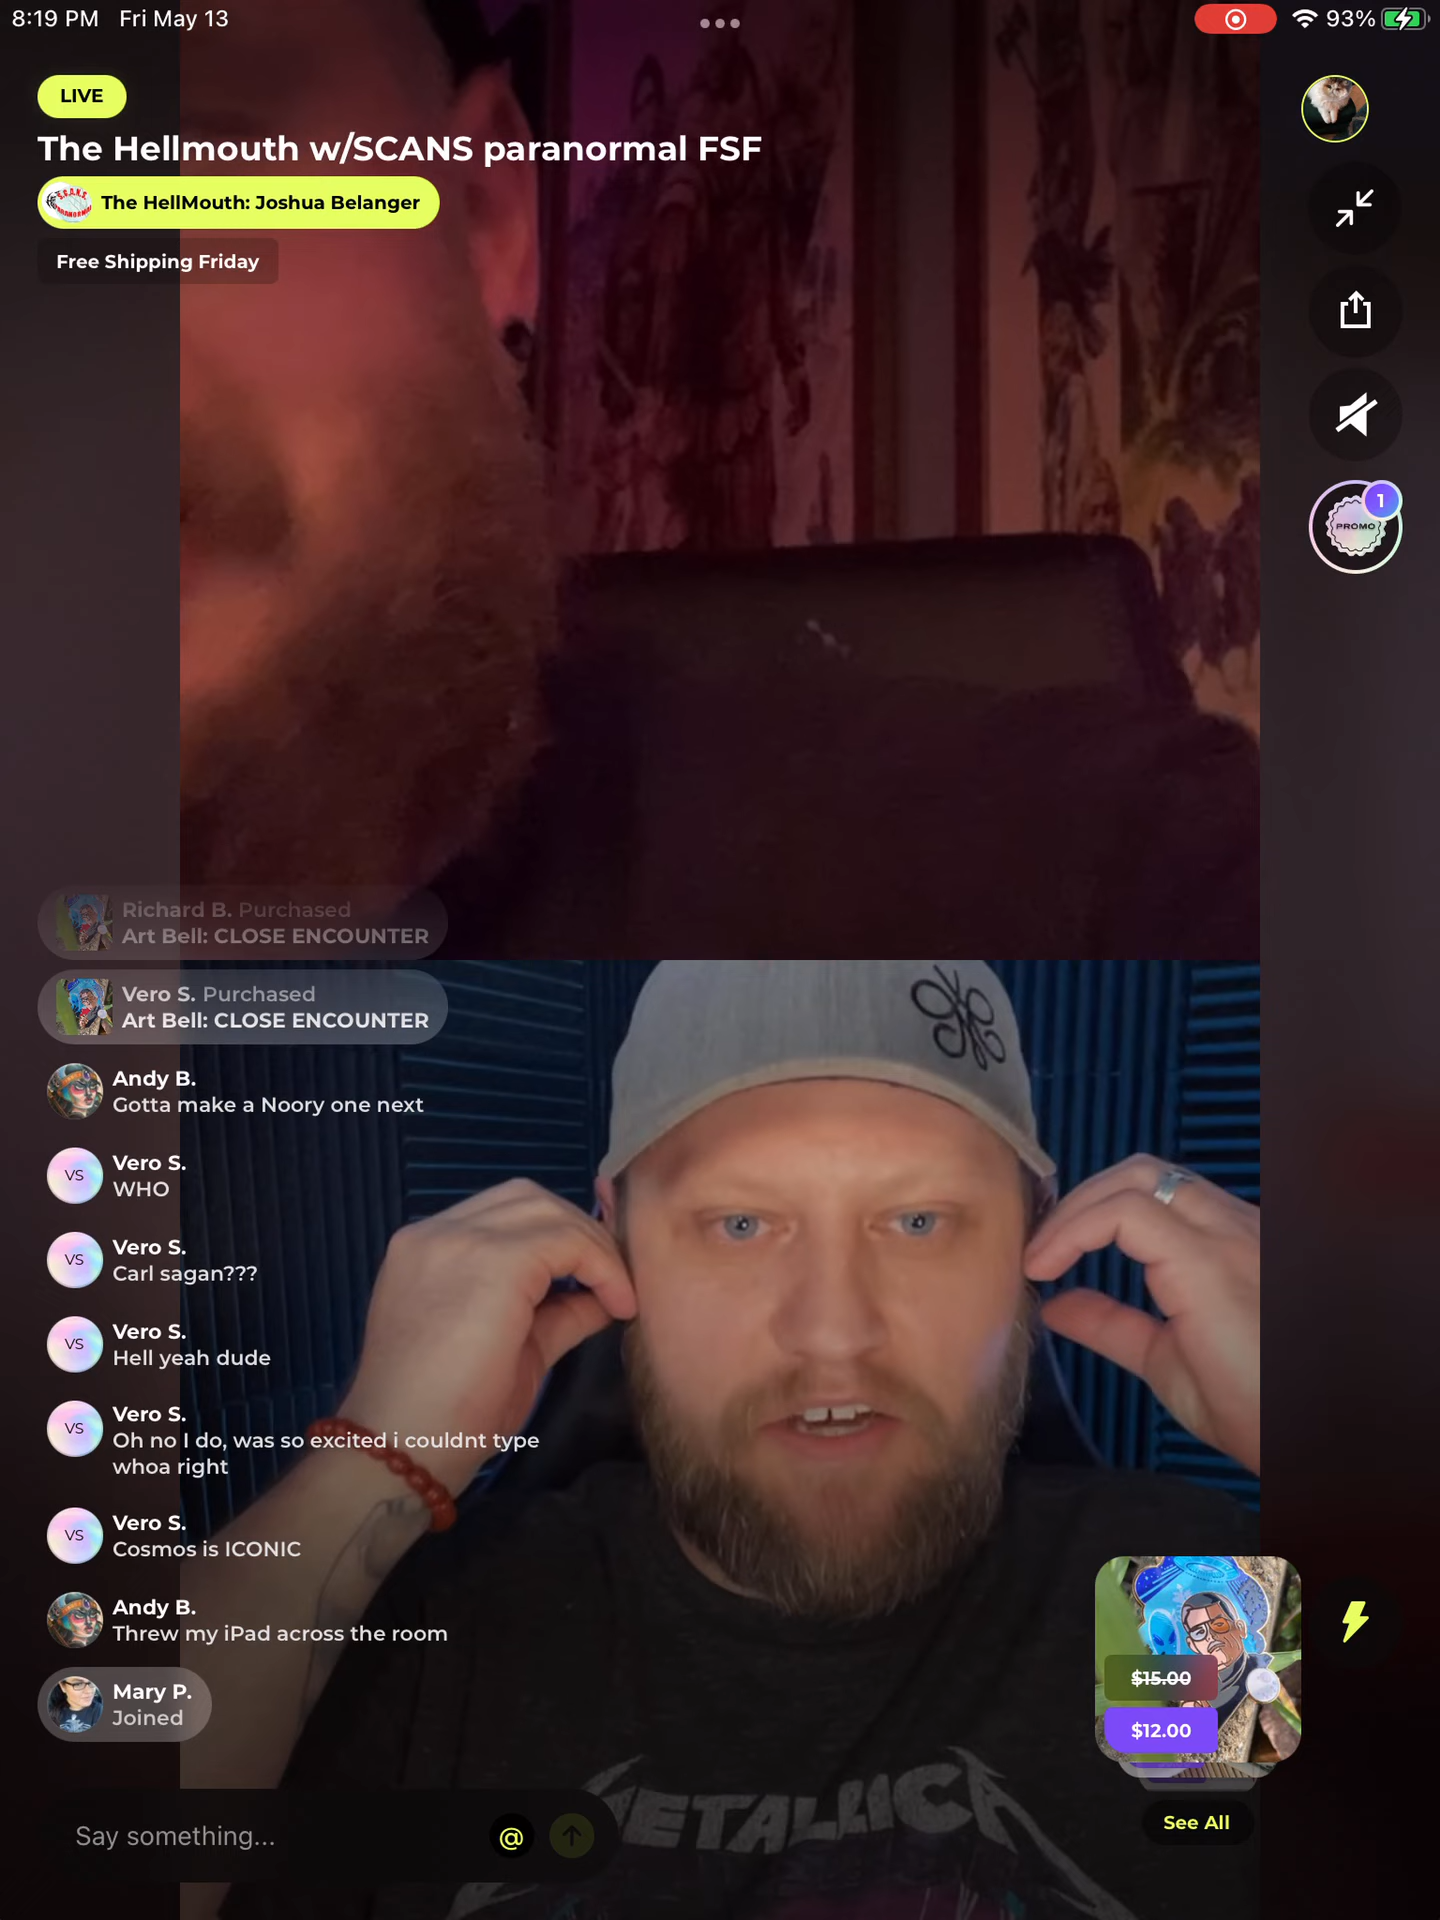 8:19 PM Fri May 13
93%
LIVE
The Hellmouth w/SCANS paranormal FSF
The HellMouth: Joshua Belanger
Free Shipping Friday
1
PROMO
Richard B. Purchased
Art Bell: CLOSE ENCOUNTER
Vero S. Purchased
Art Bell: CLOSE ENCOUNTER
Andy B.
Gotta make a Noory one next
VS
Vero S.
WHO
VS
Vero S.
Carl sagan???
VS
Vero S.
Hell yeah dude
VS
Vero S.
Oh no I do, was so excited i couldnt type
whoa right
VS
Vero S.
Cosmos is ICONIC
Andy B.
Threw my iPad across the room
Mary P.
Joined
$15.00
$12.00
METALLICA
See All
Say something...
@